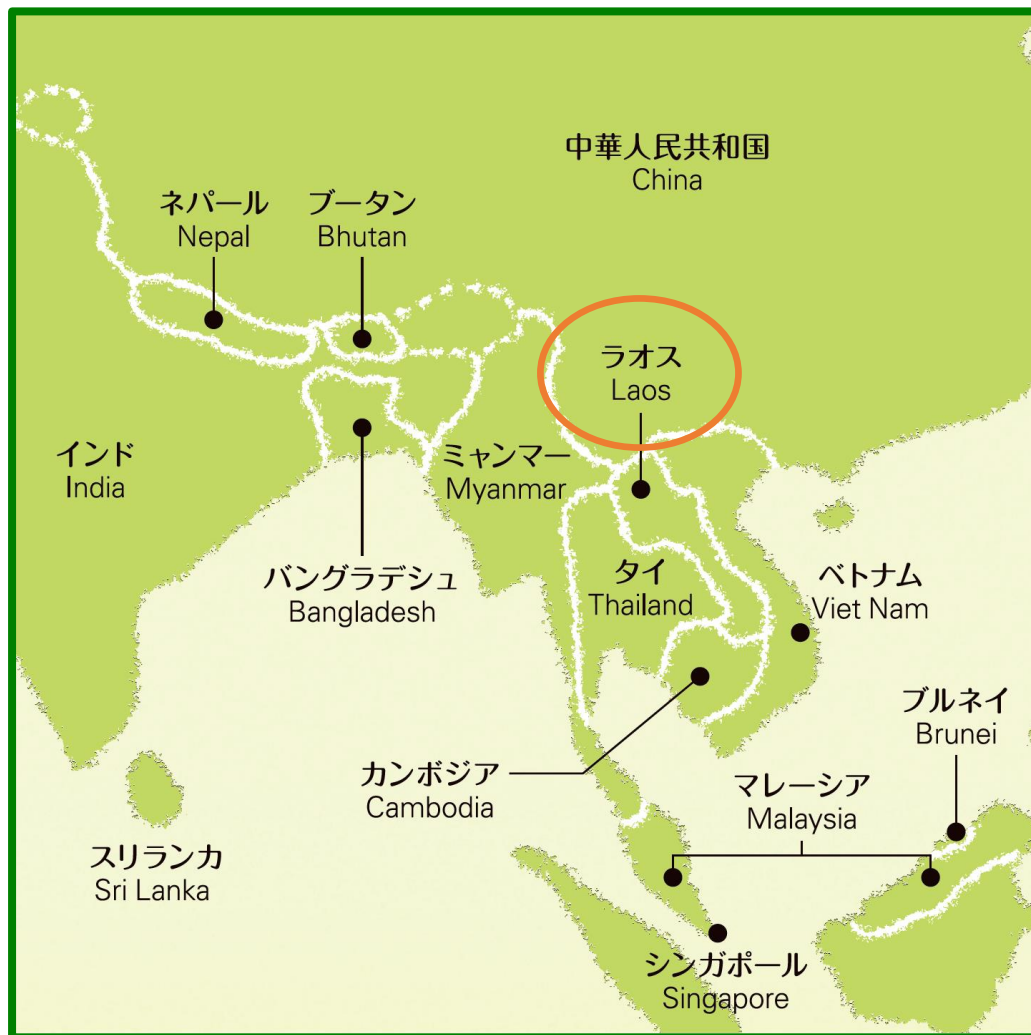 中華人民共和国
China
ネパール
Nepal
ブータン
Bhutan
ラオス
Laos
インド
India
ミャンマー
Myanmar
バングラデシュ
Bangladesh
タイ
Thailand
ベトナム
Viet Nam
ブルネイ
Brunei
カンボジア
Cambodia
マレーシア
Malaysia
スリランカ
Sri Lanka
シンガポール
Singapore